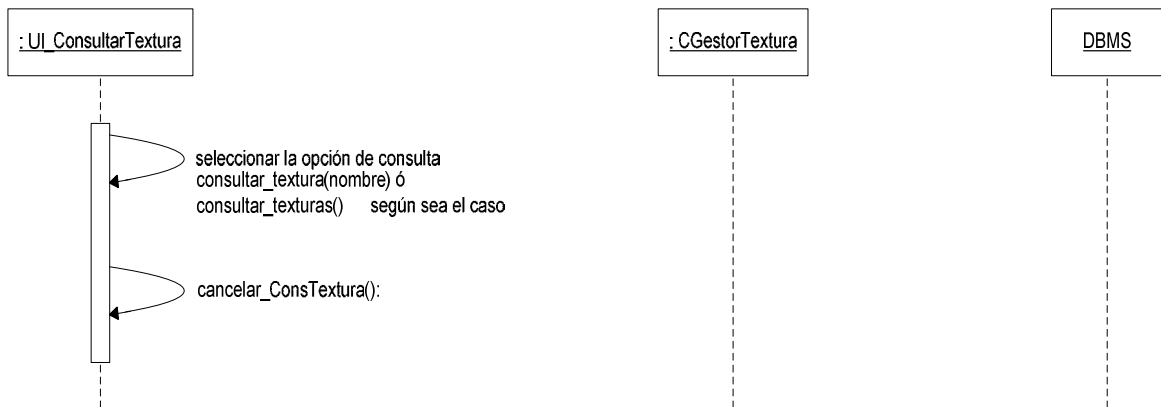 : UI_ConsultarTextura
: CGestorTextura
DBMS
seleccionar la opción de consulta
consultar_textura(nombre) ó
consultar_texturas() según sea el caso
cancelar_ConsTextura():